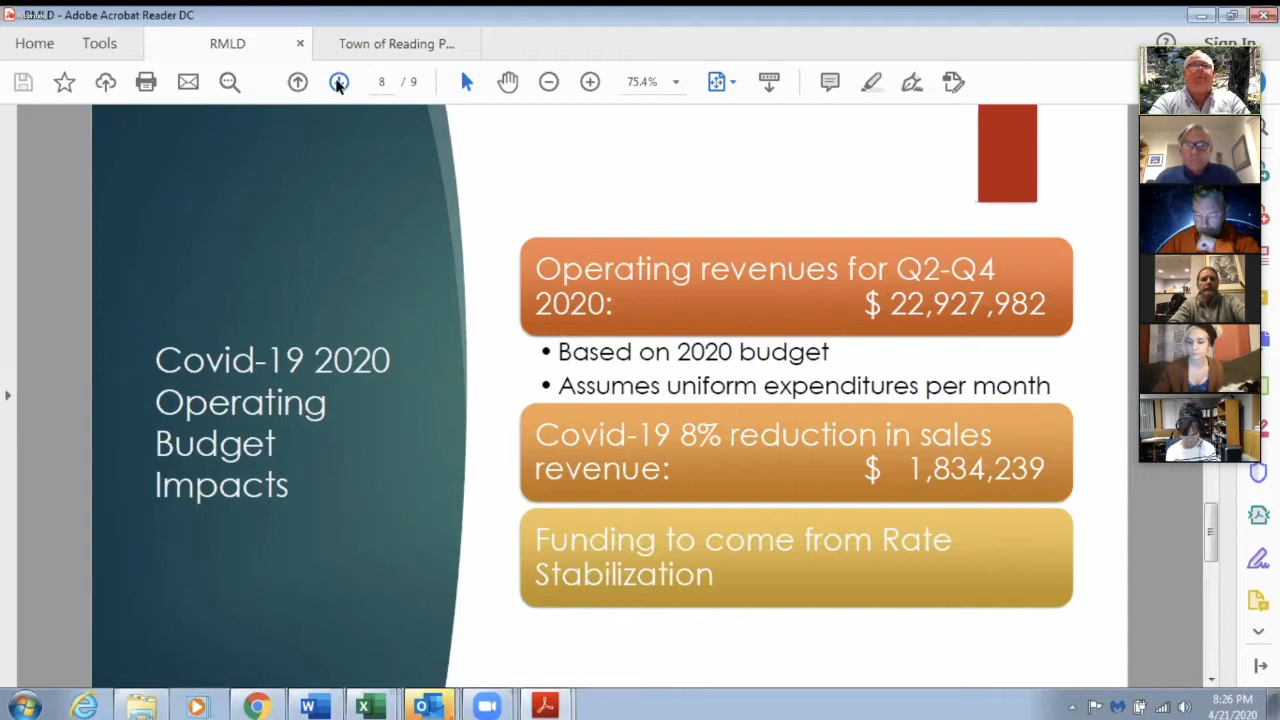 RMLD - Adobe Acrobat Reader DC
Home
Tools
RMLD
Town of Reading P...
Sign In
8 / 9
75.4%
Covid-19 2020
Operating
Budget
Impacts
Operating revenues for Q2-Q4
2020: $ 22,927,982
• Based on 2020 budget
• Assumes uniform expenditures per month
Covid-19 8% reduction in sales
revenue: $ 1,834,239
Funding to come from Rate
Stabilization
8:26 PM
4/21/2020